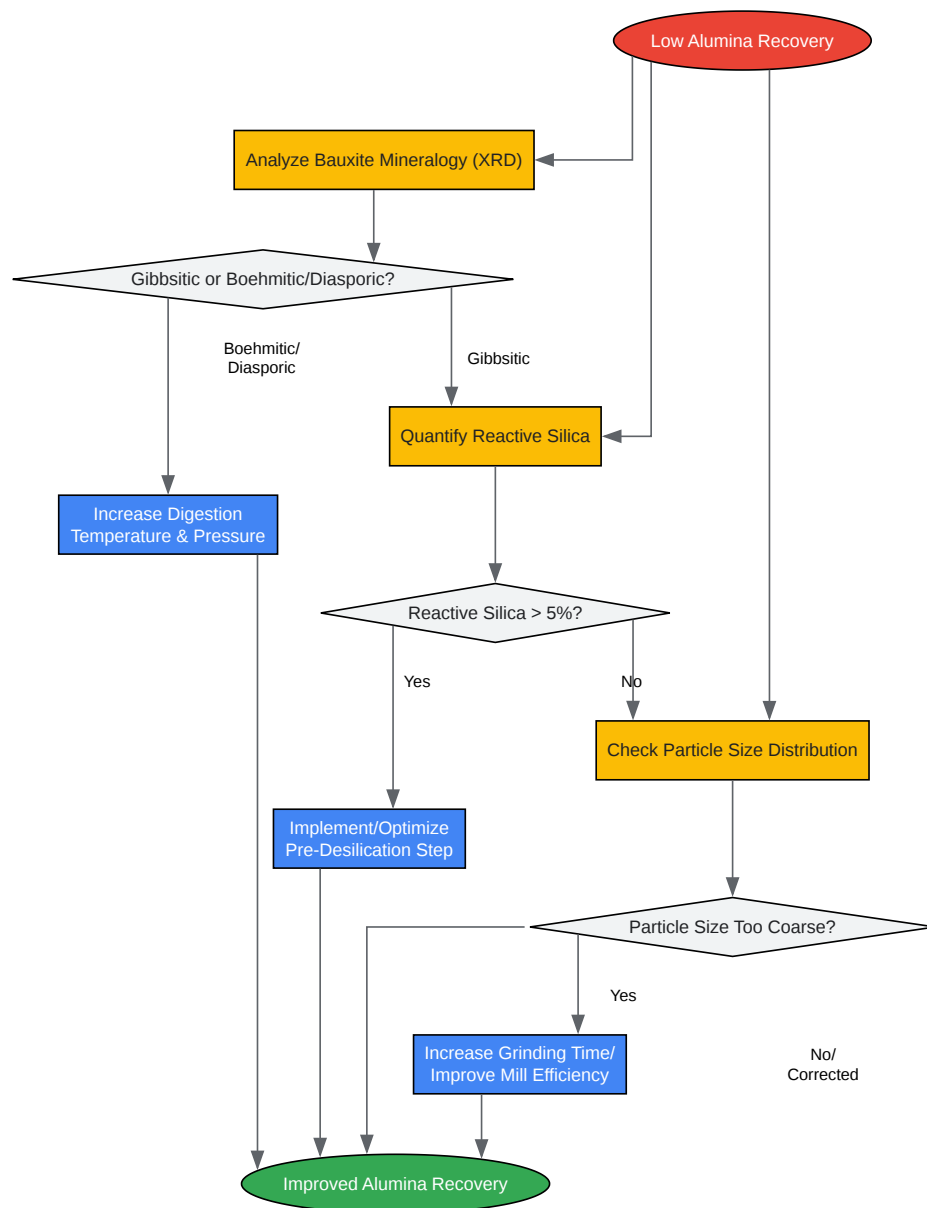 Low Alumina Recovery
Analyze Bauxite Mineralogy (XRD)
Gibbsitic or Boehmitic/Diasporic?
Boehmitic/
Diasporic
Gibbsitic
Quantify Reactive Silica
Increase Digestion
Temperature & Pressure
Reactive Silica > 5%?
Yes
No
Check Particle Size Distribution
Implement/Optimize
Pre-Desilication Step
Particle Size Too Coarse?
Yes
Increase Grinding Time/
Improve Mill Efficiency
No/
Corrected
Improved Alumina Recovery